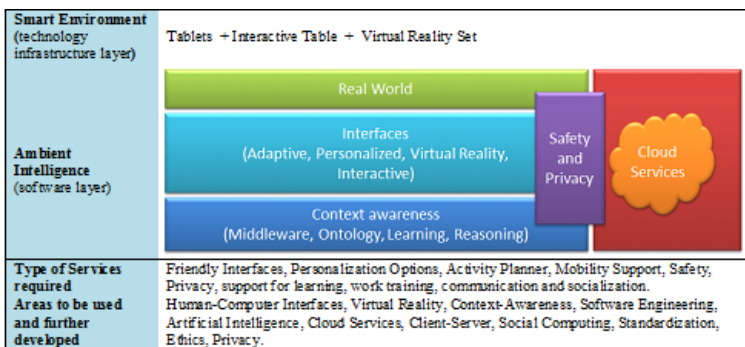 Smart Environment
(technology
infrastructure layer)
Tablets + Interactive Table + Virtual Reality Set
Ambient
Intelligence
(software layer)
Real World
Interfaces
(Adaptive, Personalized, Virtual Reality,
Interactive)
Context awareness
(Middleware, Ontology, Learning, Reasoning)
Safety
and
Privacy
Cloud
Services
Type of Services
required
Friendly Interfaces, Personalization Options, Activity Planner, Mobility Support, Safety,
Privacy, support for learning, work training, communication and socialization.
Areas to be used
and further
developed
Human-Computer Interfaces, Virtual Reality, Context-Awareness, Software Engineering,
Artificial Intelligence, Cloud Services, Client-Server, Social Computing, Standardization,
Ethics, Privacy.